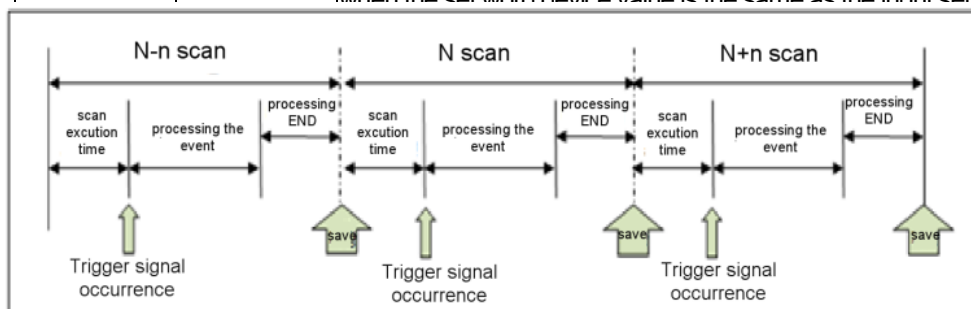 N-n scan
N scan
N+n scan
scan
excution
time
processing the
event
processing
END
scan
excution
time
processing the
event
processing
END
scan
excution
time
processing the
event
processing
END
save
save
save
Trigger signal
occurrence
Trigger signal
occurrence
Trigger signal
occurrence